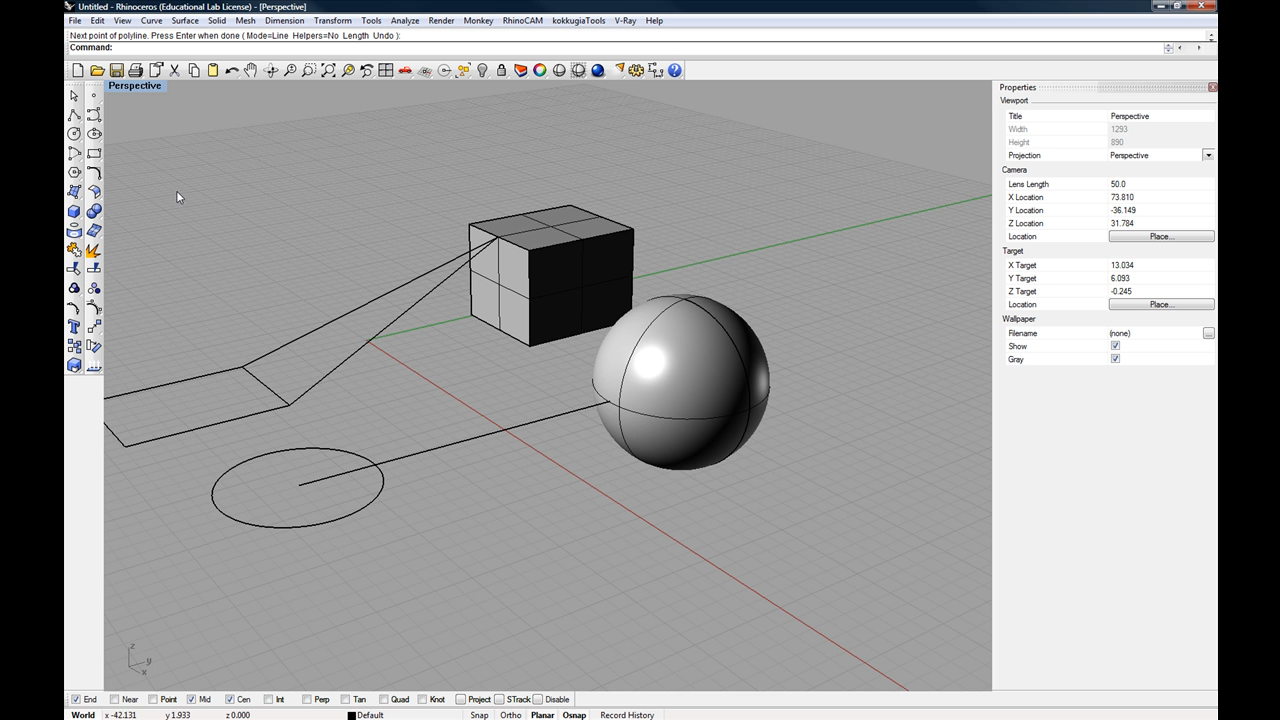 Untitled - Rhinoceros (Educational Lab License) - [Perspective]
File Edit View Curve Surface Solid Mesh Dimension Transform Tools Analyze Render Monkey RhinoCAM kokkugiaTools V-Ray Help
Next point of polyline. Press Enter when done ( Mode=Line Helpers=No Length Undo ):
Command:
Perspective
Properties
Viewport
Title Perspective
Width 1293
Height 890
Projection Perspective
Camera
Lens Length 50.0
X Location 73.810
Y Location -36.149
Z Location 31.784
Location Place...
Target
X Target 13.034
Y Target 6.093
Z Target -0.245
Location Place...
Wallpaper
Filename (none) ...
Show
Gray
z
y
x
End Near Point Mid Cen Int Perp Tan Quad Knot Project STrack Disable
World x -42.131 y 1.933 z 0.000 Default Snap Ortho Planar Osnap Record History